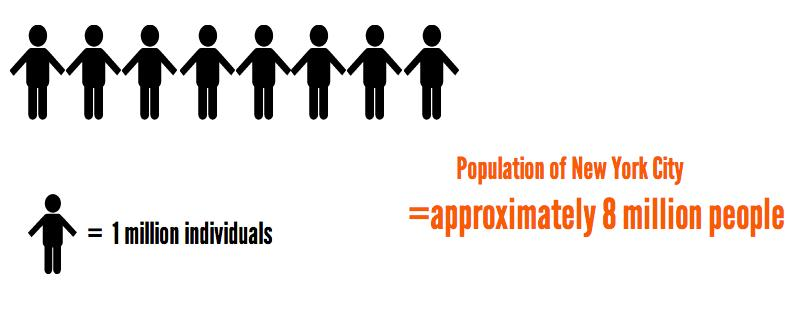 Population of New York City
=approximately 8 million people
= 1 million individuals